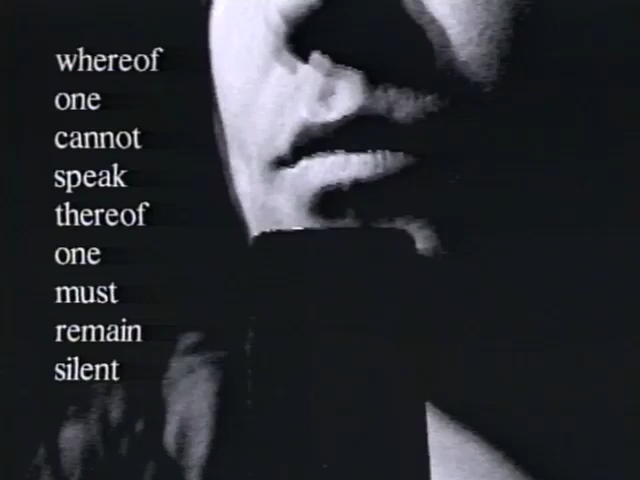 whereof
one
cannot
speak
thereof
one
must
remain
silent